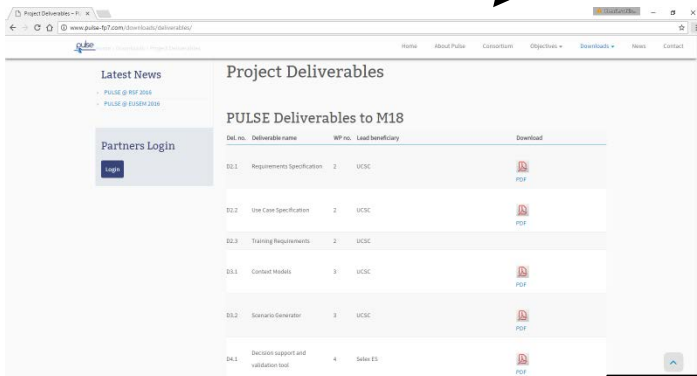 Project Deliverables – P
www.pulse-fp7.com/downloads/deliverables/
pulse
Home About Pulse Consortium Objectives Downloads News Contact
Latest News
PULSE @ RSF 2016
PULSE @ EUSEM 2016
Partners Login
Login
Project Deliverables
PULSE Deliverables to M18
Del. no. Deliverable name WP no. Lead beneficiary Download
D2.1 Requirements Specification 2 UCSC
PDF
D2.2 Use Case Specification 2 UCSC
PDF
D2.3 Training Requirements 2 UCSC
D3.1 Context Models 3 UCSC
PDF
D3.2 Scenario Generator 3 UCSC
PDF
Decision support and
D4.1 4 Selex ES
validation tool
PDF